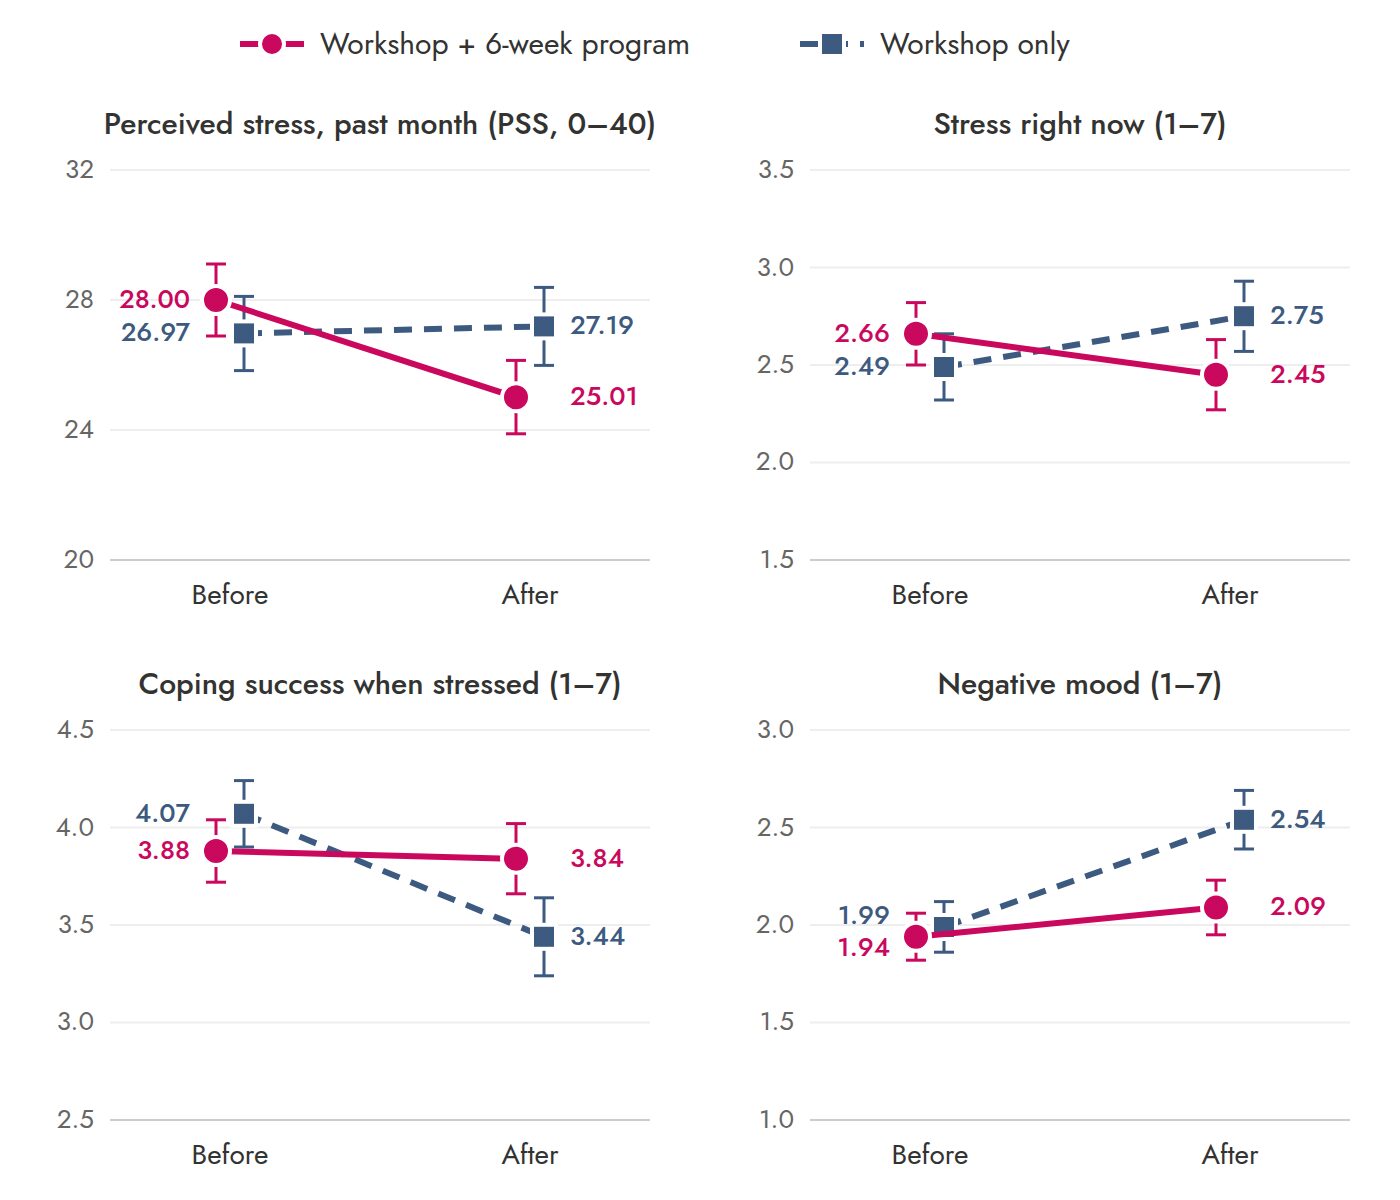 Workshop + 6-week program
Workshop only
Perceived stress, past month (PSS, 0–40)
32
28
24
20
28.00
26.97
27.19
25.01
Before
After
Stress right now (1–7)
3.5
3.0
2.5
2.0
1.5
2.66
2.49
2.75
2.45
Before
After
Coping success when stressed (1–7)
4.5
4.0
3.5
3.0
2.5
4.07
3.88
3.84
3.44
Before
After
Negative mood (1–7)
3.0
2.5
2.0
1.5
1.0
1.99
1.94
2.54
2.09
Before
After